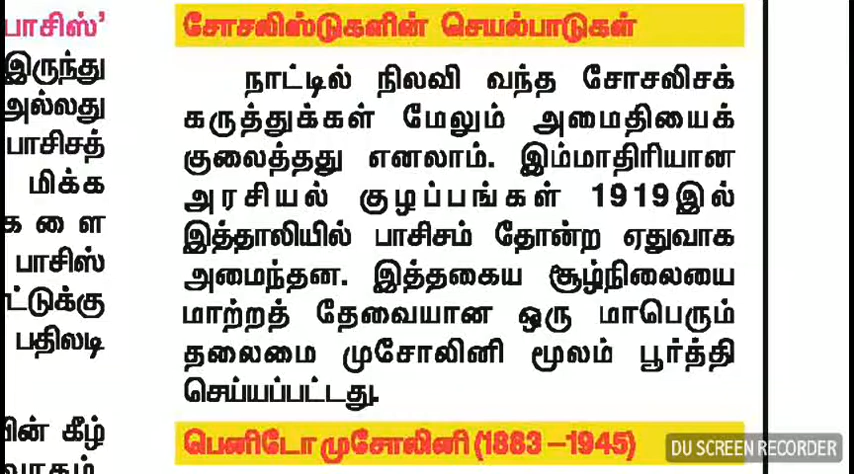 பாசிஸ்'
இருந்து
அல்லது
பாசிசத்
மிக்க
களை
பாசிஸ்
ட்டுக்கு
பதிலடி
யின் கீழ்
சோசலிஸ்டுகளின் செயல்பாடுகள்
நாட்டில் நிலவி வந்த சோசலிசக்
கருத்துக்கள் மேலும் அமைதியைக்
குலைத்தது எனலாம். இம்மாதிரியான
அரசியல் குழப்பங்கள் 1919இல்
இத்தாலியில் பாசிசம் தோன்ற ஏதுவாக
அமைந்தன. இத்தகைய சூழ்நிலையை
மாற்றத் தேவையான ஒரு மாபெரும்
தலைமை முசோலினி மூலம் பூர்த்தி
செய்யப்பட்டது.
பெனிடோ முசோலினி (1883 –1945)
DU SCREEN RECORDER